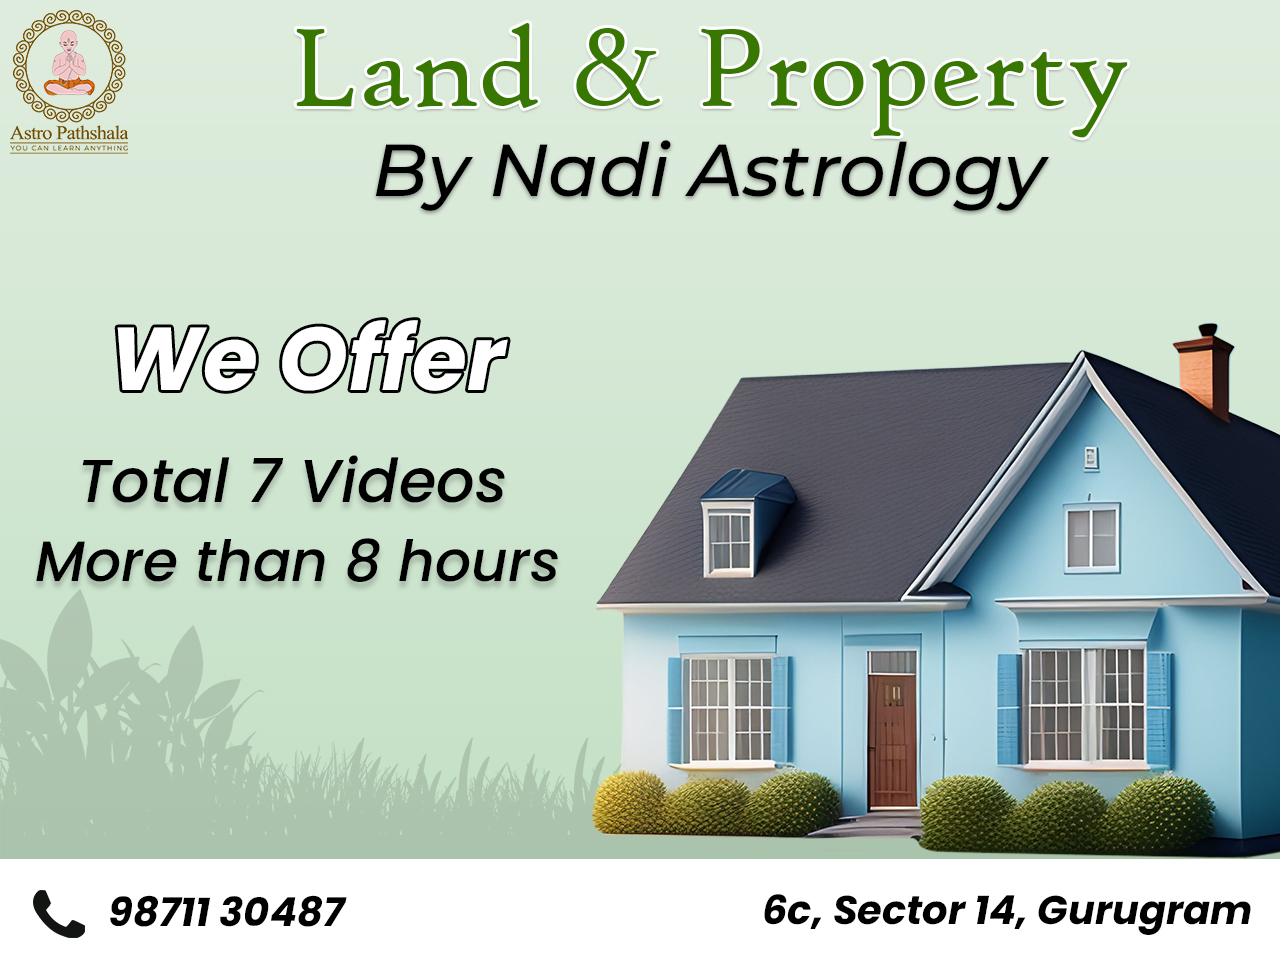 Astro Pathshala
YOU CAN LEARN ANYTHING
Land & Property
By Nadi Astrology
We Offer
Total 7 Videos
More than 8 hours
98711 30487
6c, Sector 14, Gurugram